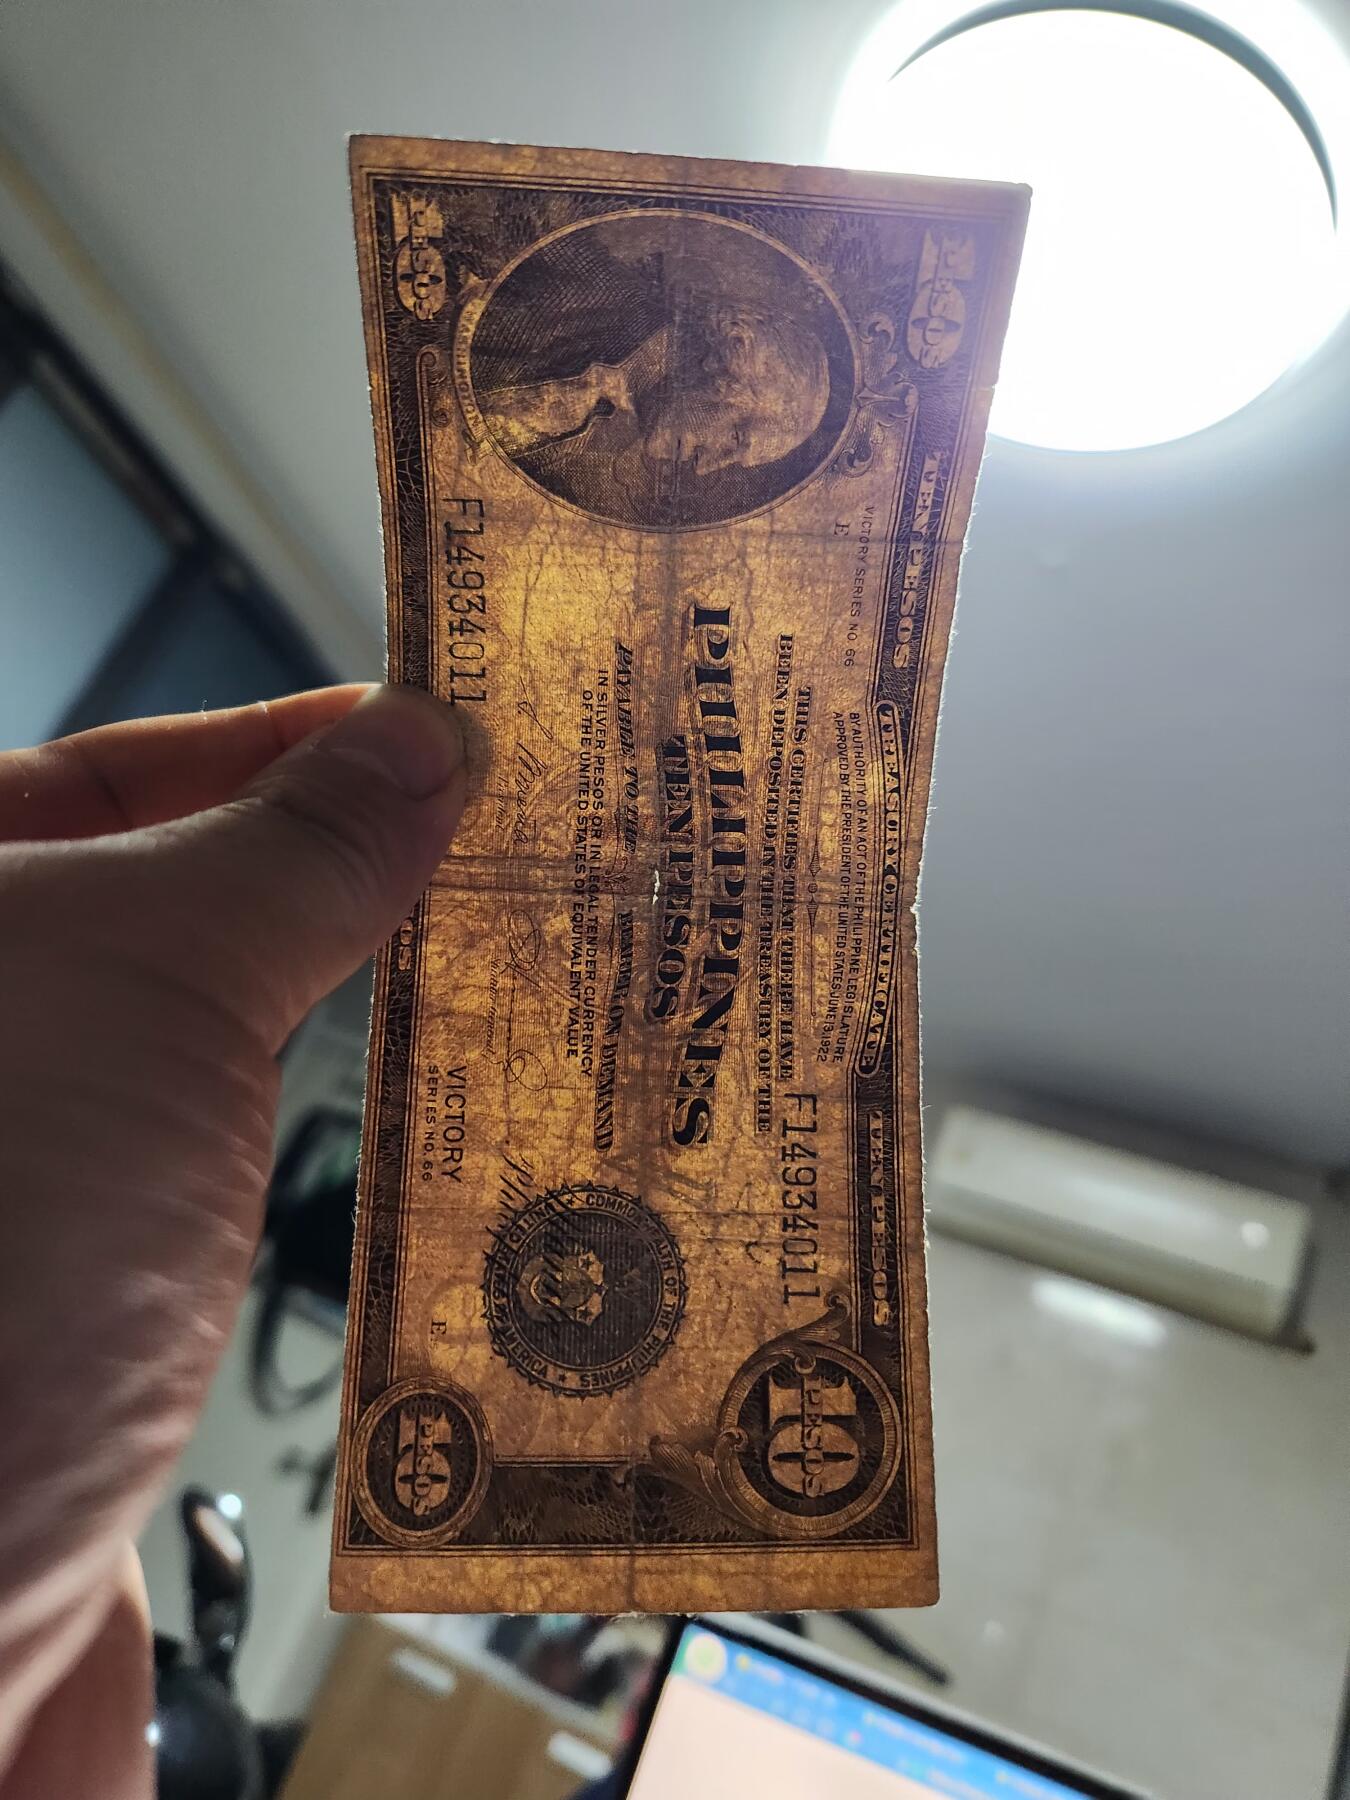 TREASURY CERTIFICATE
TEN PESOS
TEN PESOS
10 PESOS
10 PESOS
BY AUTHORITY OF AN ACT OF THE PHILIPPINE LEGISLATURE
APPROVED BY THE PRESIDENT OF THE UNITED STATES JUNE 13, 1922
VICTORY SERIES NO. 66
E
F14934011
THIS CERTIFIES THAT THERE HAVE
BEEN DEPOSITED IN THE TREASURY OF THE
PHILIPPINES
TEN PESOS
PAYABLE TO THE BEARER ON DEMAND
IN SILVER PESOS OR IN LEGAL TENDER CURRENCY
OF THE UNITED STATES OF EQUIVALENT VALUE
COMMONWEALTH OF THE PHILIPPINES
WASHINGTON
F14934011
VICTORY
SERIES NO. 66
E
10 PESOS
10 PESOS